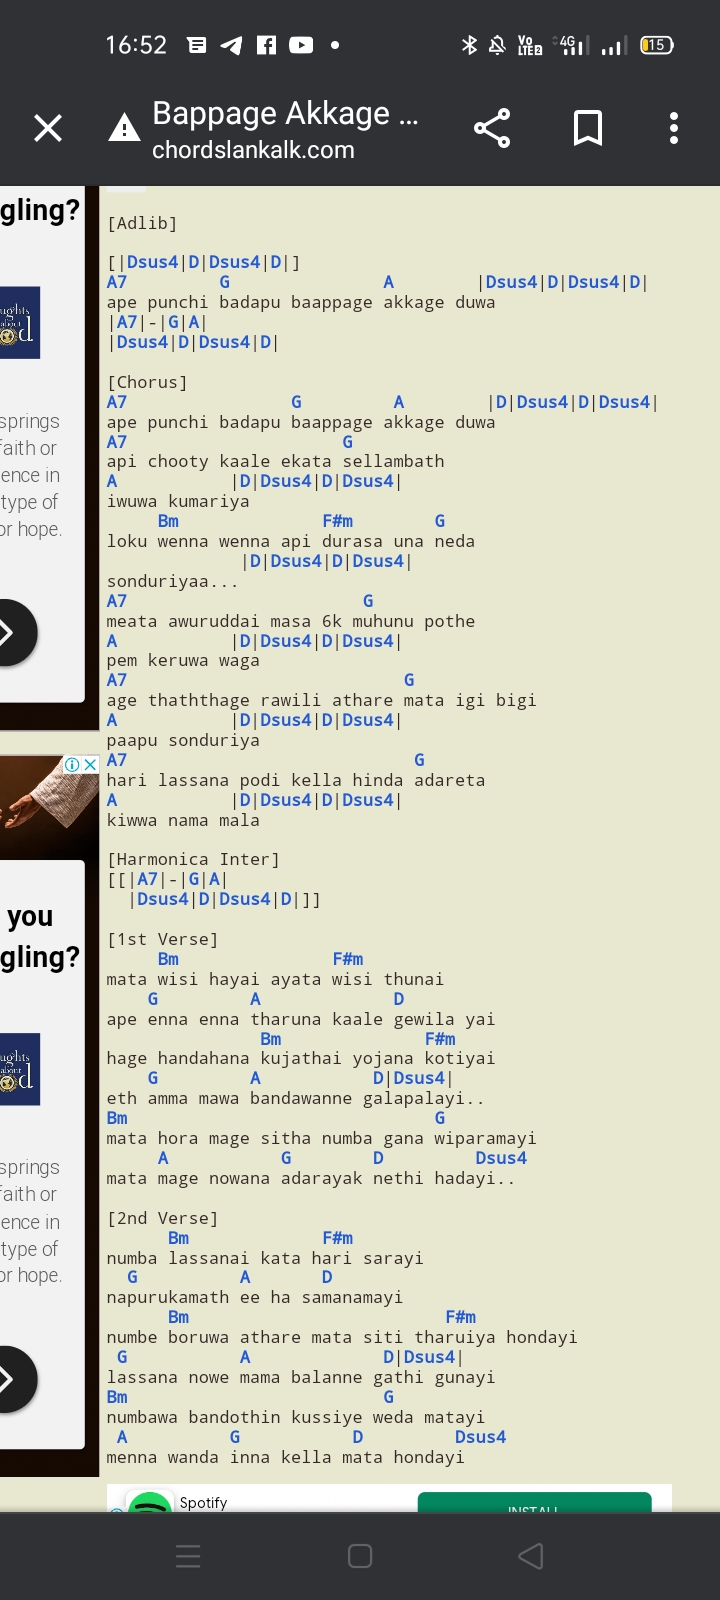 16:52
Vo LTE2 4G 15
Bappage Akkage ...
chordslankalk.com
gling?
ughts
about
springs
faith or
ence in
type of
or hope.
you
gling?
ughts
about
springs
faith or
ence in
type of
or hope.
[Adlib]
[|Dsus4|D|Dsus4|D|]
A7 G A |Dsus4|D|Dsus4|D|
ape punchi badapu baappage akkage duwa
|A7|-|G|A|
|Dsus4|D|Dsus4|D|
[Chorus]
A7 G A |D|Dsus4|D|Dsus4|
ape punchi badapu baappage akkage duwa
A7 G
api chooty kaale ekata sellambath
A |D|Dsus4|D|Dsus4|
iwuwa kumariya
Bm F#m G
loku wenna wenna api durasa una neda
|D|Dsus4|D|Dsus4|
sonduriyaa...
A7 G
meata awuruddai masa 6k muhunu pothe
A |D|Dsus4|D|Dsus4|
pem keruwa waga
A7 G
age thaththage rawili athare mata igi bigi
A |D|Dsus4|D|Dsus4|
paapu sonduriya
A7 G
hari lassana podi kella hinda adareta
A |D|Dsus4|D|Dsus4|
kiwwa nama mala
[Harmonica Inter]
[[|A7|-|G|A|
|Dsus4|D|Dsus4|D|]]
[1st Verse]
Bm F#m
mata wisi hayai ayata wisi thunai
G A D
ape enna enna tharuna kaale gewila yai
Bm F#m
hage handahana kujathai yojana kotiyai
G A D|Dsus4|
eth amma mawa bandawanne galapalayi..
Bm G
mata hora mage sitha numba gana wiparamayi
A G D Dsus4
mata mage nowana adarayak nethi hadayi..
[2nd Verse]
Bm F#m
numba lassanai kata hari sarayi
G A D
napurukamath ee ha samanamayi
Bm F#m
numbe boruwa athare mata siti tharuiya hondayi
G A D|Dsus4|
lassana nowe mama balanne gathi gunayi
Bm G
numbawa bandothin kussiye weda matayi
A G D Dsus4
menna wanda inna kella mata hondayi
Spotify
INSTALL